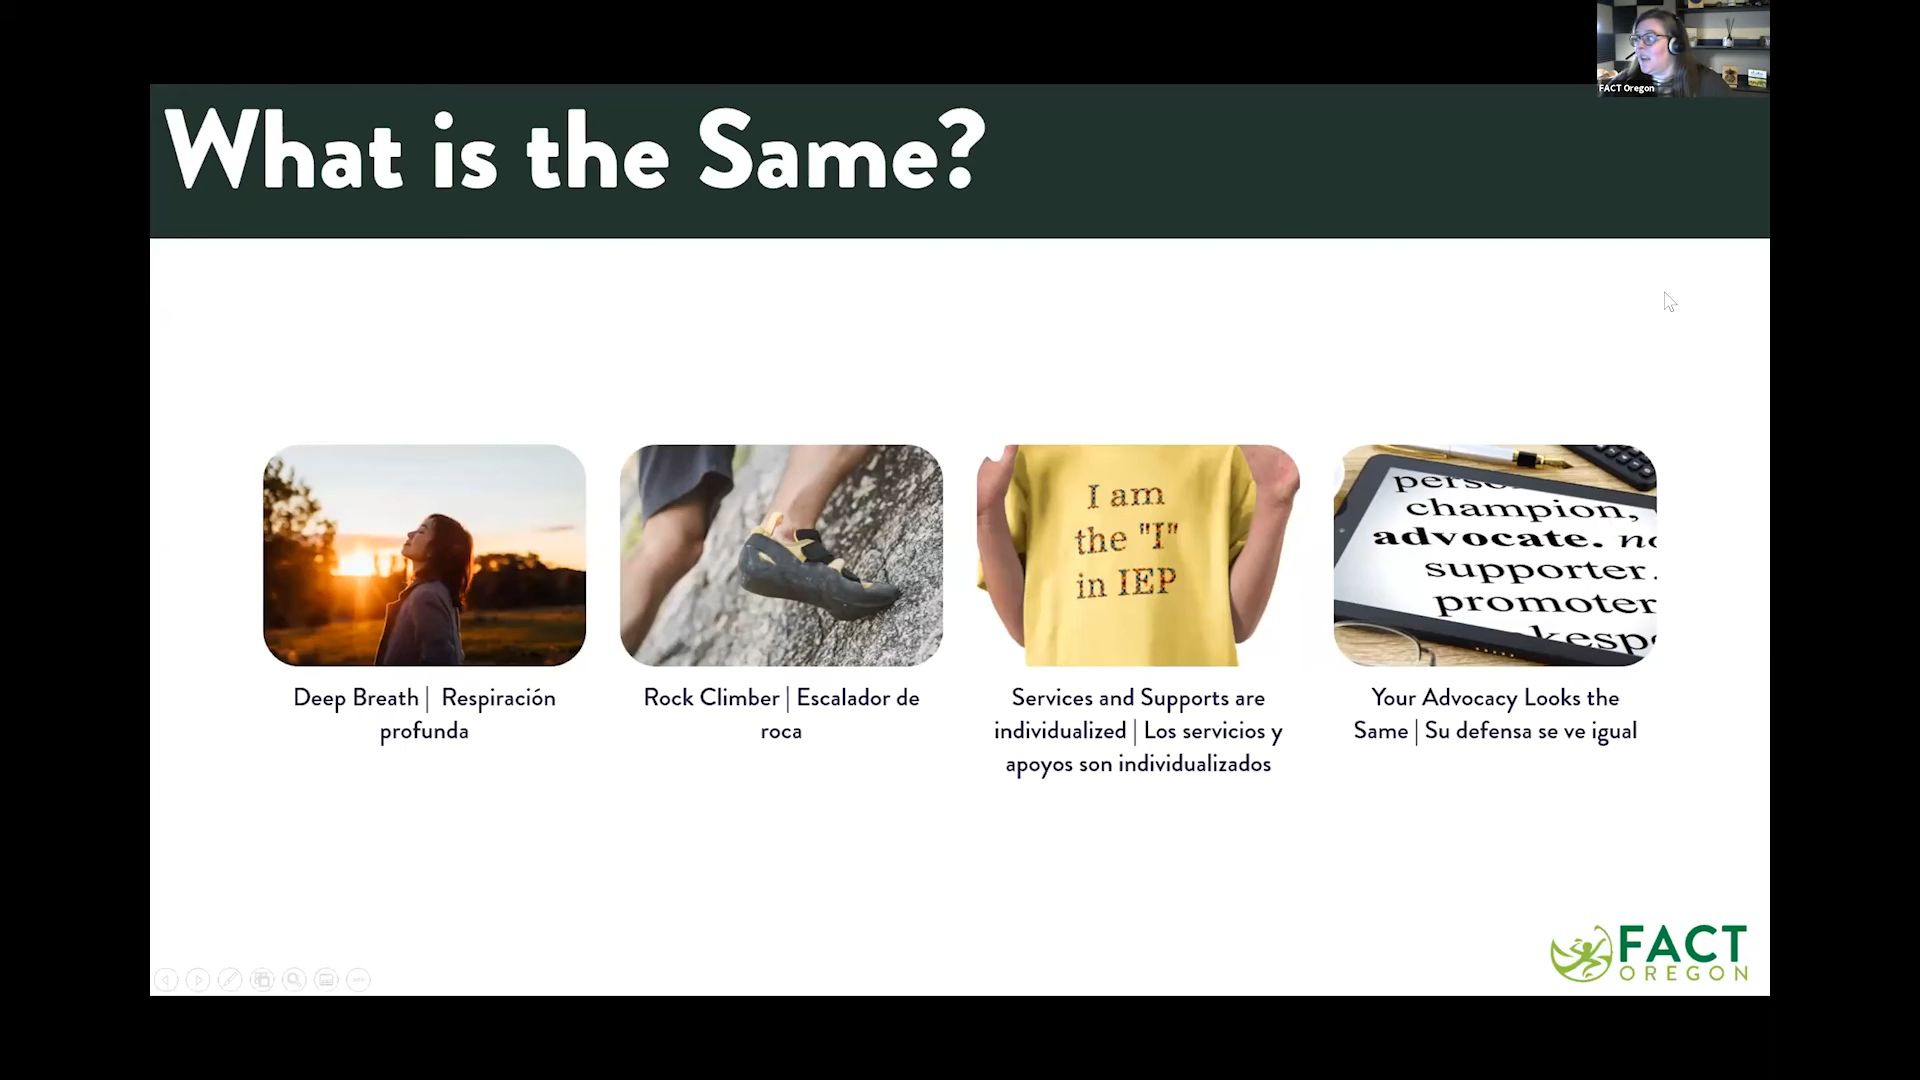 FACT Oregon
What is the Same?
I am
the "I"
in IEP
champion,
advocate.
supporter.
promoter
Deep Breath | Respiración
profunda
Rock Climber | Escalador de
roca
Services and Supports are
individualized | Los servicios y
apoyos son individualizados
Your Advocacy Looks the
Same | Su defensa se ve igual
FACT
OREGON